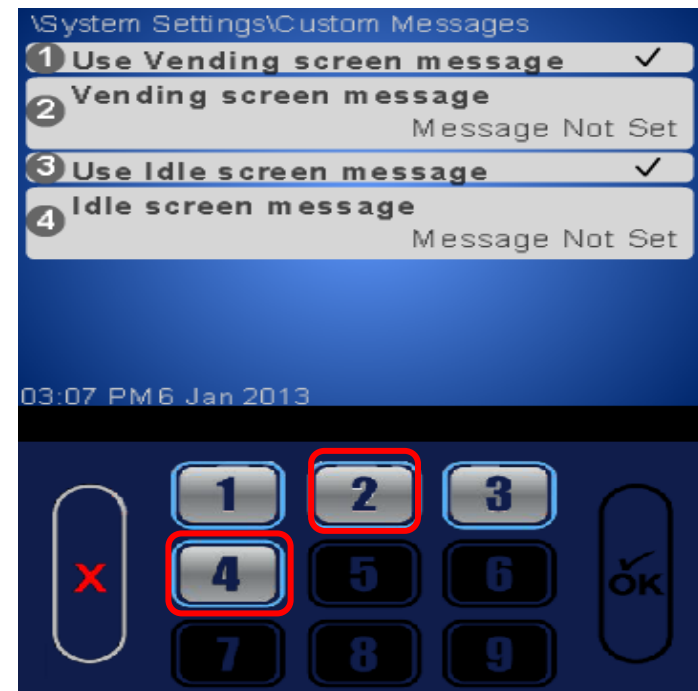 \System Settings\Custom Messages
1 Use Vending screen message ✓
2 Vending screen message
Message Not Set
3 Use Idle screen message ✓
4 Idle screen message
Message Not Set
03:07 PM6 Jan 2013
1 2 3
X 4 5 6 OK
7 8 9